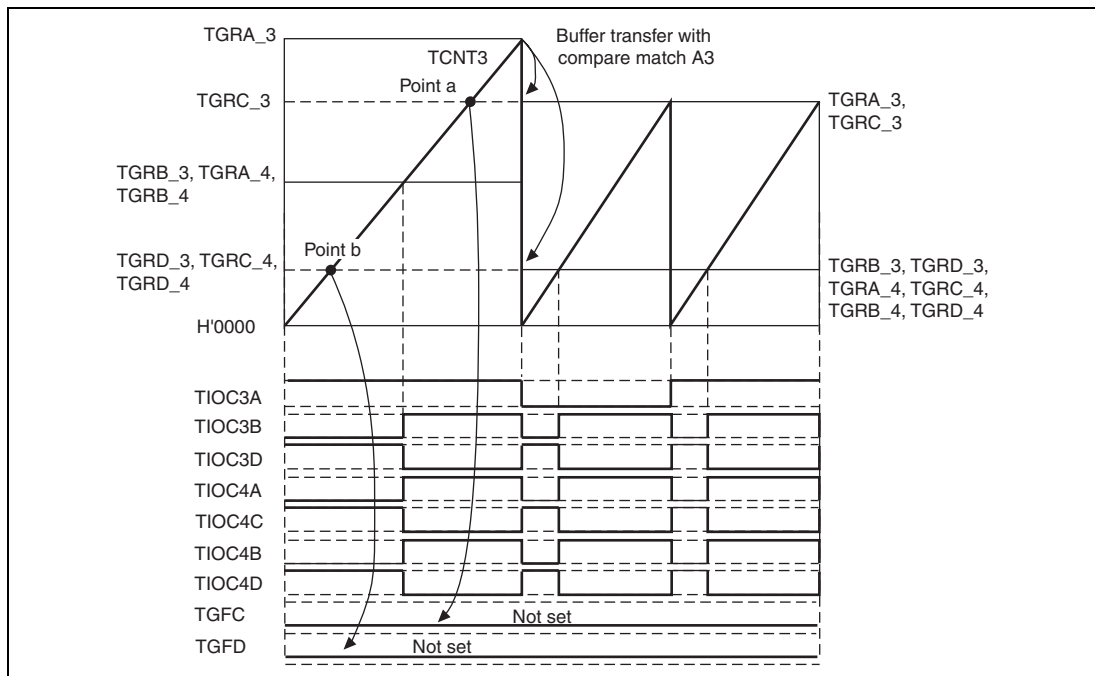 TGRA_3
TCNT3
Buffer transfer with
compare match A3
Point a
TGRC_3
TGRA_3,
TGRC_3
TGRB_3, TGRA_4,
TGRB_4
Point b
TGRD_3, TGRC_4,
TGRD_4
TGRB_3, TGRD_3,
TGRA_4, TGRC_4,
TGRB_4, TGRD_4
H'0000
TIOC3A
TIOC3B
TIOC3D
TIOC4A
TIOC4C
TIOC4B
TIOC4D
TGFC
Not set
TGFD
Not set